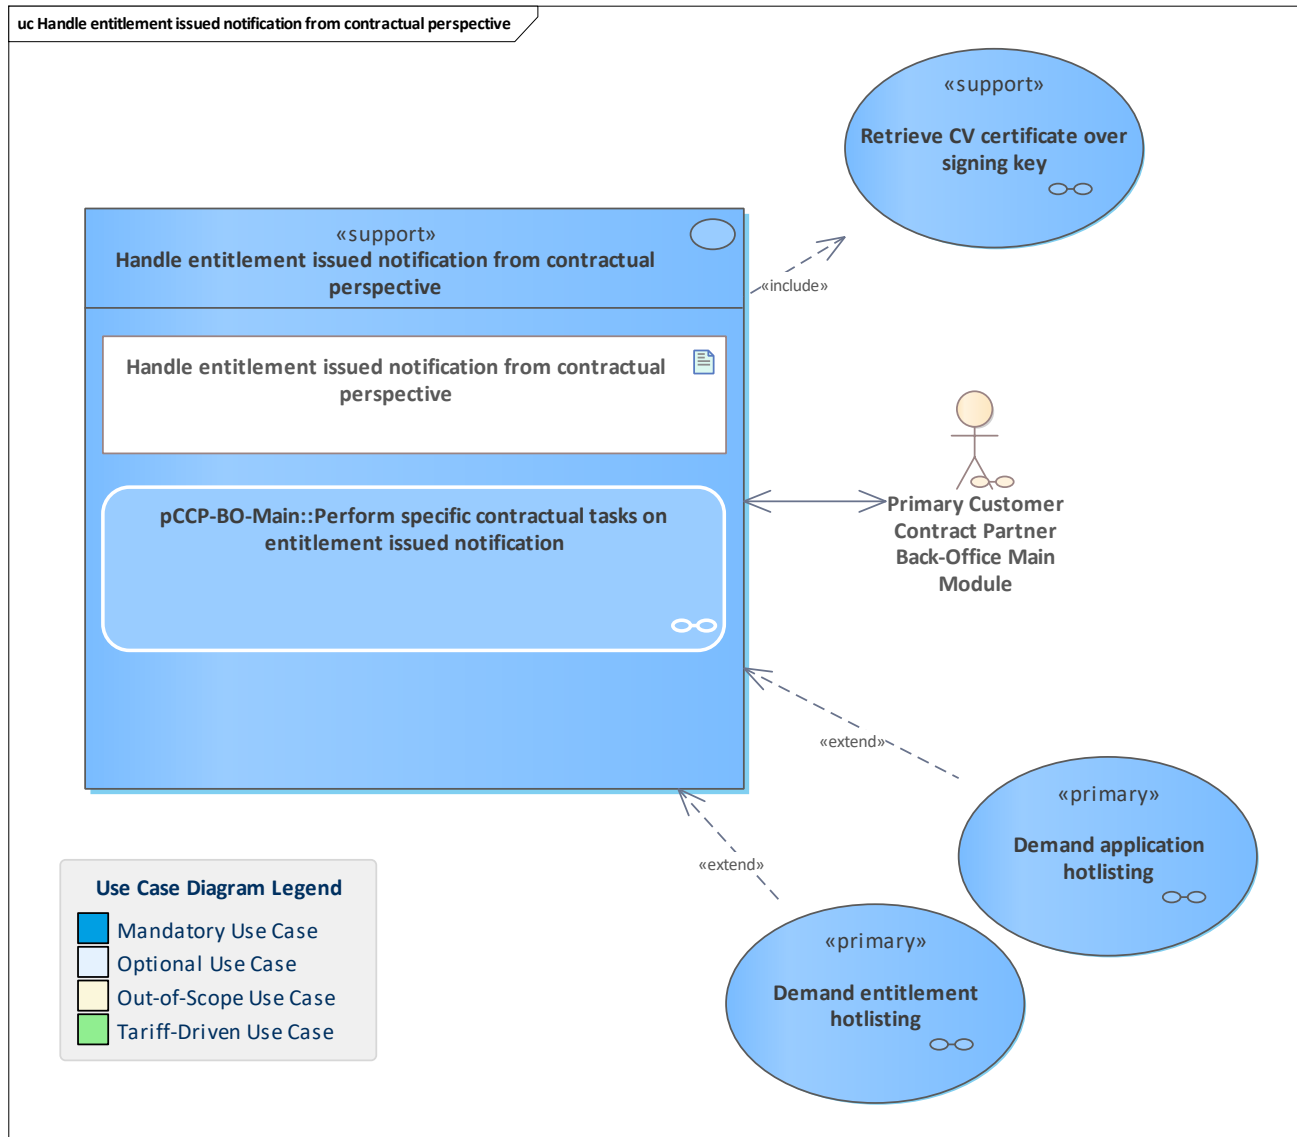 uc Handle entitlement issued notification from contractual perspective
«support»
Retrieve CV certificate over
signing key
«support»
Handle entitlement issued notification from contractual
perspective
«include»
Handle entitlement issued notification from contractual
perspective
pCCP-BO-Main::Perform specific contractual tasks on
entitlement issued notification
Primary Customer
Contract Partner
Back-Office Main
Module
«extend»
«primary»
Demand application
hotlisting
«extend»
«primary»
Demand entitlement
hotlisting
Use Case Diagram Legend
Mandatory Use Case
Optional Use Case
Out-of-Scope Use Case
Tariff-Driven Use Case